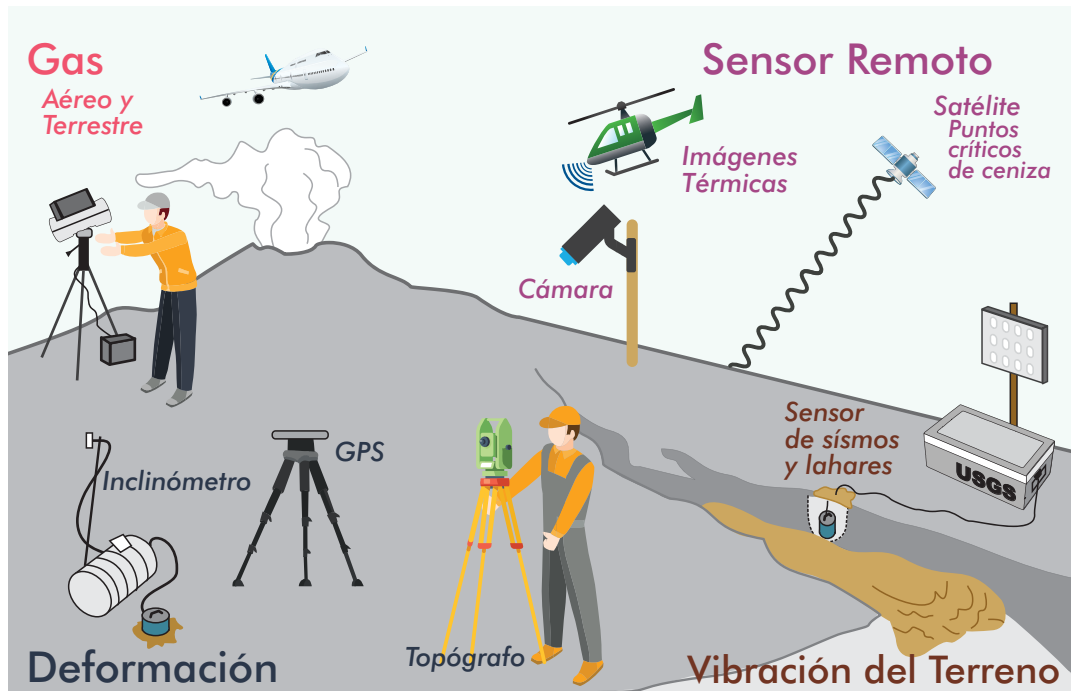 Gas
Aéreo y
Terrestre
Sensor Remoto
Imágenes
Térmicas
Satélite
Puntos
críticos
de ceniza
Cámara
Sensor
de sísmos
y lahares
USGS
Inclinómetro
GPS
Topógrafo
Deformación
Vibración del Terreno